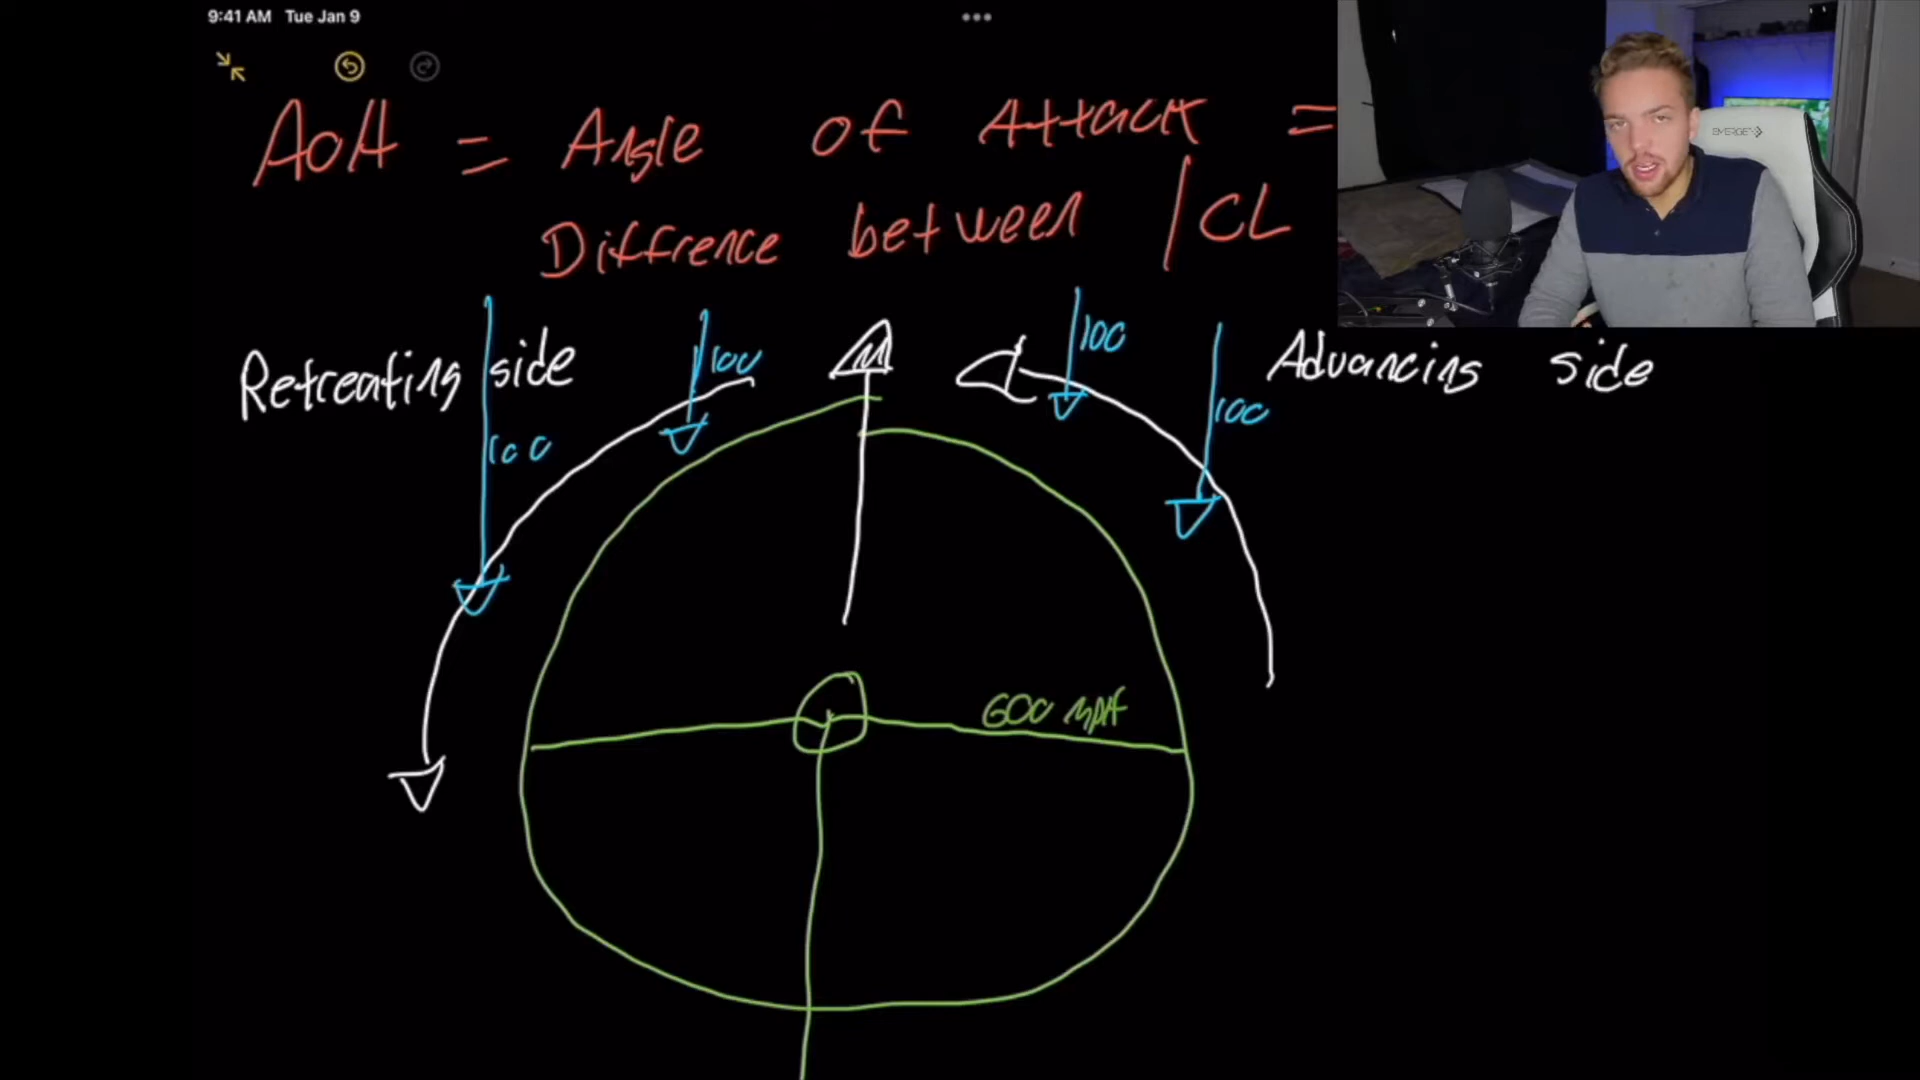 9:41 AM Tue Jan 9
AOA = Angle of Attack =
Diffrence between / CL
Retreating side
100
100
100
100
Advancing side
600 MPH
EMERGE